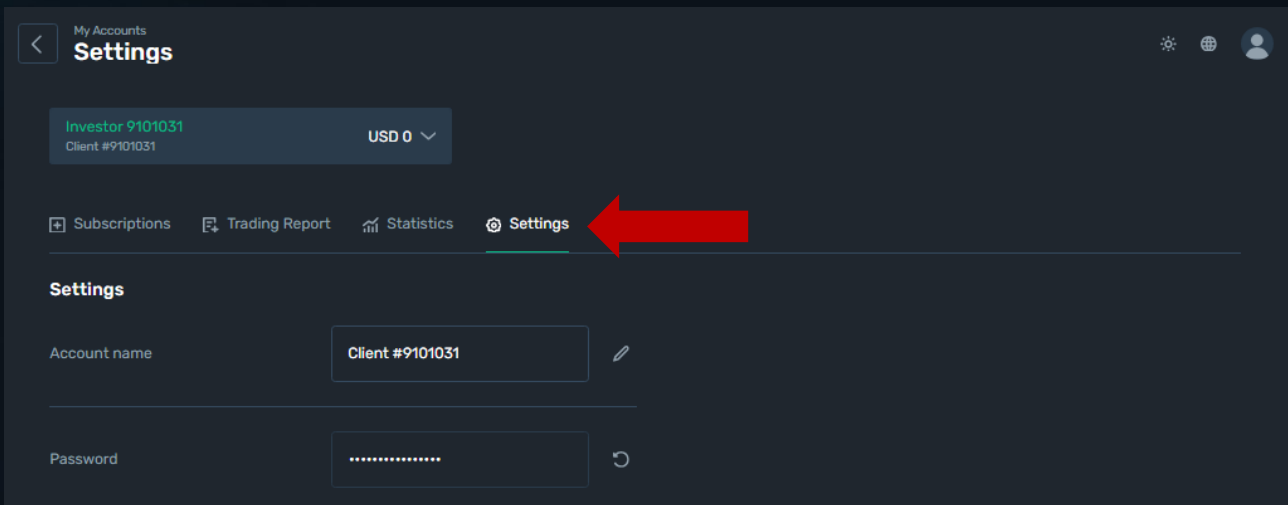 My Accounts
Settings
Investor 9101031
Client #9101031
USD 0
Subscriptions
Trading Report
Statistics
Settings
Settings
Account name
Client #9101031
Password
••••••••••••••••